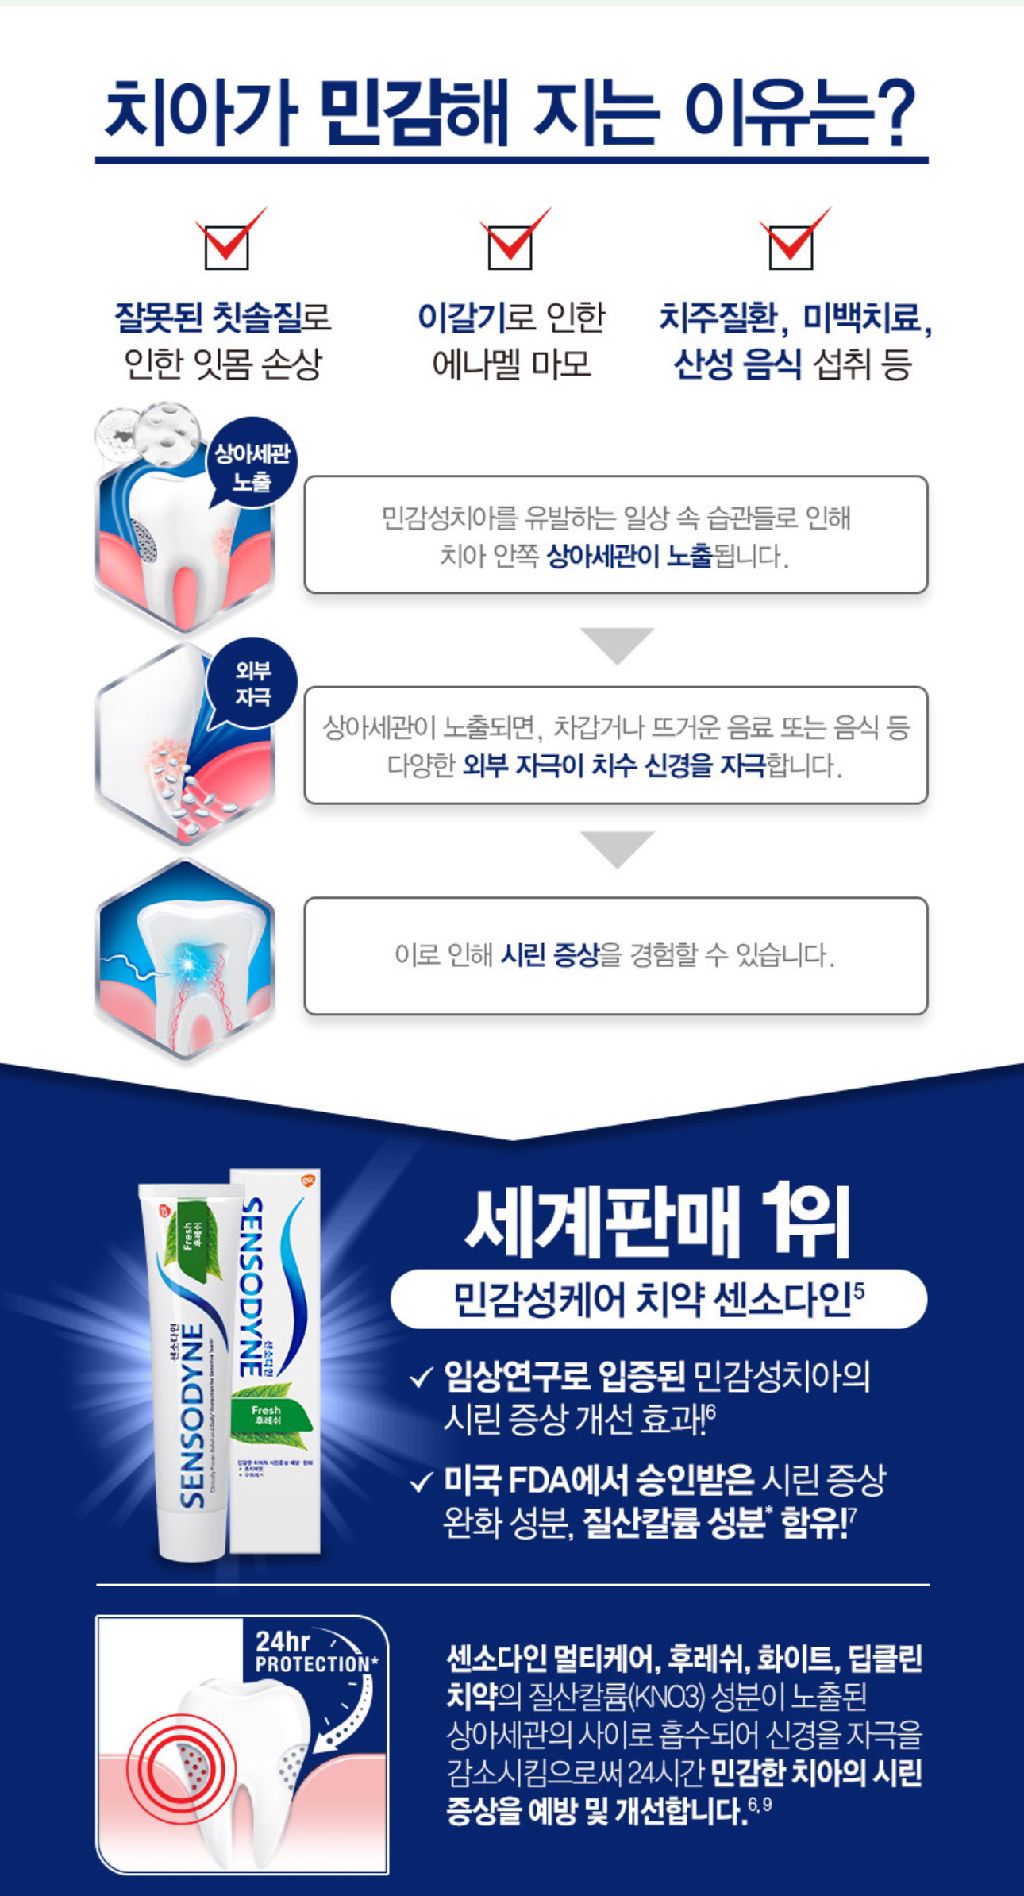 치아가 민감해 지는 이유는?
잘못된 칫솔질로
인한 잇몸 손상
이갈기로 인한
에나멜 마모
치주질환, 미백치료,
산성 음식 섭취 등
상아세관
노출
민감성치아를 유발하는 일상 속 습관들로 인해
치아 안쪽 상아세관이 노출됩니다.
외부
자극
상아세관이 노출되면, 차갑거나 뜨거운 음료 또는 음식 등
다양한 외부 자극이 치수 신경을 자극합니다.
이로 인해 시린 증상을 경험할 수 있습니다.
gsk
Fresh
후레쉬
센소다인
SENSODYNE
gsk
SENSODYNE
센소다인
Fresh
후레쉬
세계판매 1위
민감성케어 치약 센소다인5
임상연구로 입증된 민감성치아의
시린 증상 개선 효과!6
미국 FDA에서 승인받은 시린 증상
완화 성분, 질산칼륨 성분* 함유!7
24hr
PROTECTION*
센소다인 멀티케어, 후레쉬, 화이트, 딥클린
치약의 질산칼륨(KNO3) 성분이 노출된
상아세관의 사이로 흡수되어 신경을 자극을
감소시킴으로써 24시간 민감한 치아의 시린
증상을 예방 및 개선합니다.6,9